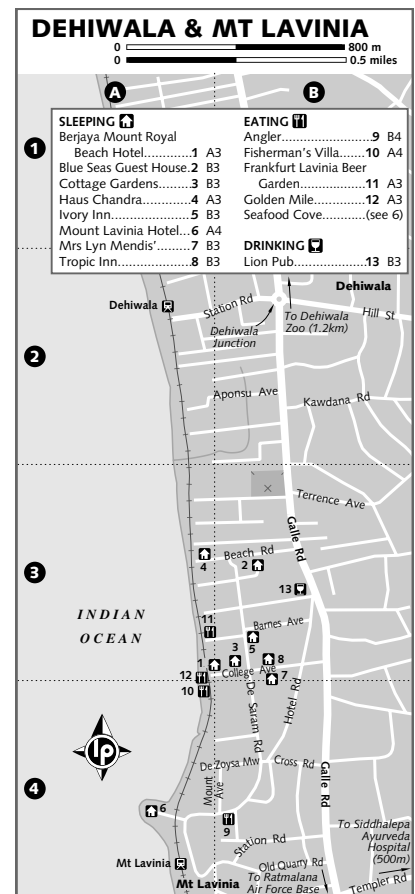 DEHIWALA & MT LAVINIA
0 800 m
0 0.5 miles
A B
1
SLEEPING
Berjaya Mount Royal
Beach Hotel.............1 A3
Blue Seas Guest House.2 B3
Cottage Gardens........3 B3
Haus Chandra............4 A3
Ivory Inn...................5 B3
Mount Lavinia Hotel...6 A4
Mrs Lyn Mendis'........7 B3
Tropic Inn.................8 B3
EATING
Angler......................9 B4
Fisherman's Villa......10 A4
Frankfurt Lavinia Beer
Garden................11 A3
Golden Mile............12 A3
Seafood Cove............(see 6)
DRINKING
Lion Pub..................13 B3
Dehiwala
Dehiwala
Station Rd
To Dehiwala
Zoo (1.2km)
Hill St
Dehiwala
Junction
2
Aponsu Ave
Kawdana Rd
Terrence Ave
Galle Rd
Beach Rd
4
2
3
13
INDIAN
OCEAN
11
Barnes Ave
5
3
8
1
College Ave
12
7
10
De Saram Rd
Hotel Rd
lp
De Zoysa Mw
Cross Rd
Mount
Ave
Galle Rd
4
6
9
To Siddhalepa
Ayurveda
Hospital
(500m)
Station Rd
Mt Lavinia
Old Quarry Rd
Mt Lavinia
To Ratmalana
Air Force Base
Templer Rd